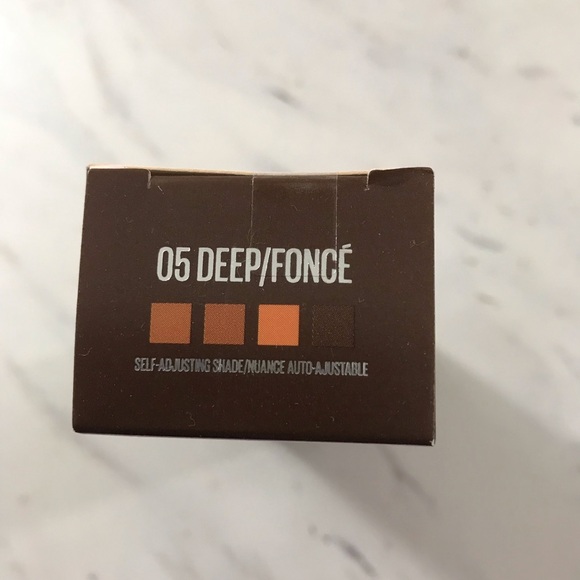 05 DEEP/FONCÉ
SELF-ADJUSTING SHADE/NUANCE AUTO-AJUSTABLE